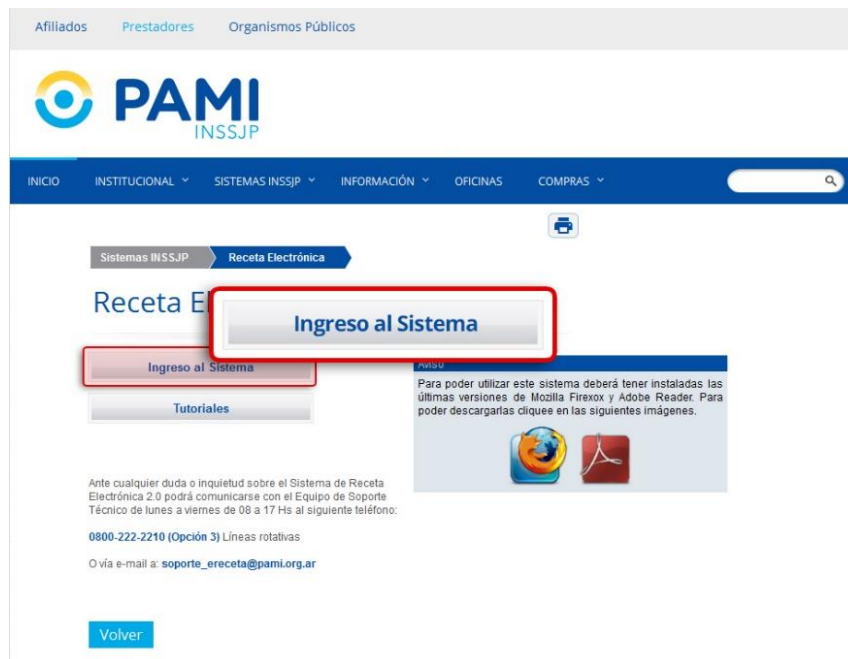 Afiliados Prestadores Organismos Públicos
PAMI
INSSJP
INICIO INSTITUCIONAL SISTEMAS INSSJP INFORMACIÓN OFICINAS COMPRAS
Sistemas INSSJP Receta Electrónica
Receta E
Ingreso al Sistema
Ingreso al Sistema
Tutoriales
Aviso
Para poder utilizar este sistema deberá tener instaladas las
últimas versiones de Mozilla Firexox y Adobe Reader. Para
poder descargarlas cliquee en las siguientes imágenes.
Ante cualquier duda o inquietud sobre el Sistema de Receta
Electrónica 2.0 podrá comunicarse con el Equipo de Soporte
Técnico de lunes a viernes de 08 a 17 Hs al siguiente teléfono:
0800-222-2210 (Opción 3) Líneas rotativas
O vía e-mail a: soporte_ereceta@pami.org.ar
Volver